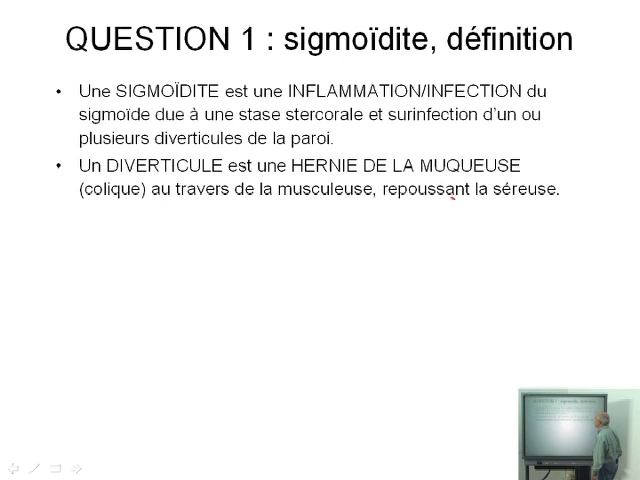 QUESTION 1 : sigmoïdite, définition
• Une SIGMOÏDITE est une INFLAMMATION/INFECTION du
sigmoïde due à une stase stercorale et surinfection d'un ou
plusieurs diverticules de la paroi.
• Un DIVERTICULE est une HERNIE DE LA MUQUEUSE
(colique) au travers de la musculeuse, repoussant la séreuse.